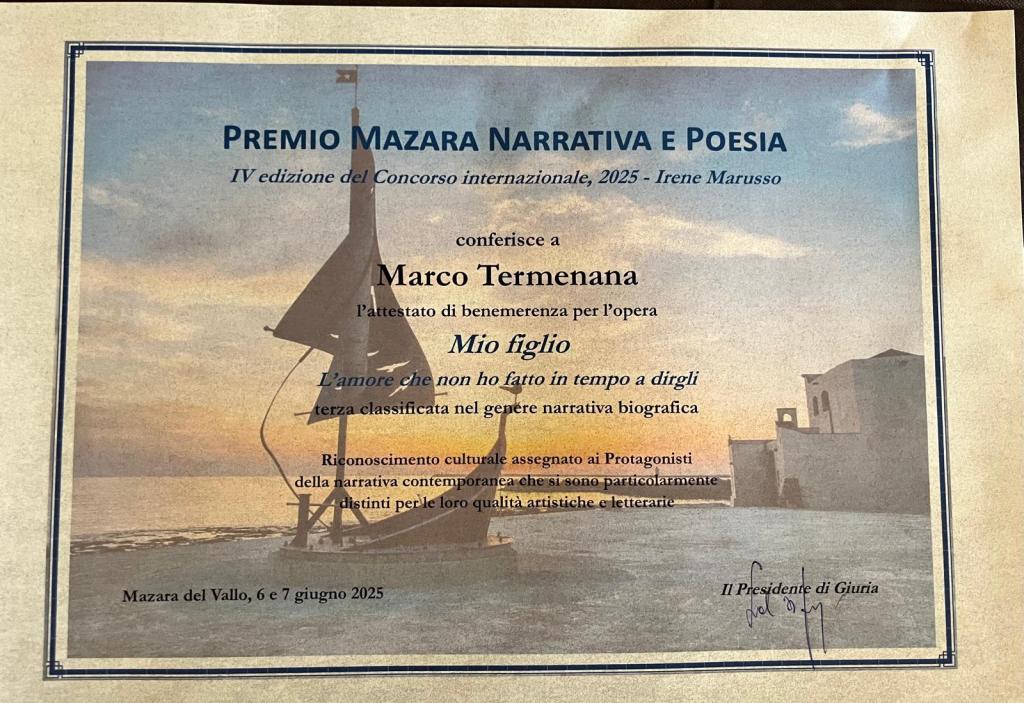 PREMIO MAZARA NARRATIVA E POESIA
IV edizione del Concorso internazionale, 2025 - Irene Marusso
conferisce a
Marco Termenana
l'attestato di benemerenza per l'opera
Mio figlio
L'amore che non ho fatto in tempo a dirgli
terza classificata nel genere narrativa biografica
Riconoscimento culturale assegnato ai Protagonisti
della narrativa contemporanea che si sono particolarmente
distinti per le loro qualità artistiche e letterarie
Mazara del Vallo, 6 e 7 giugno 2025
Il Presidente di Giuria